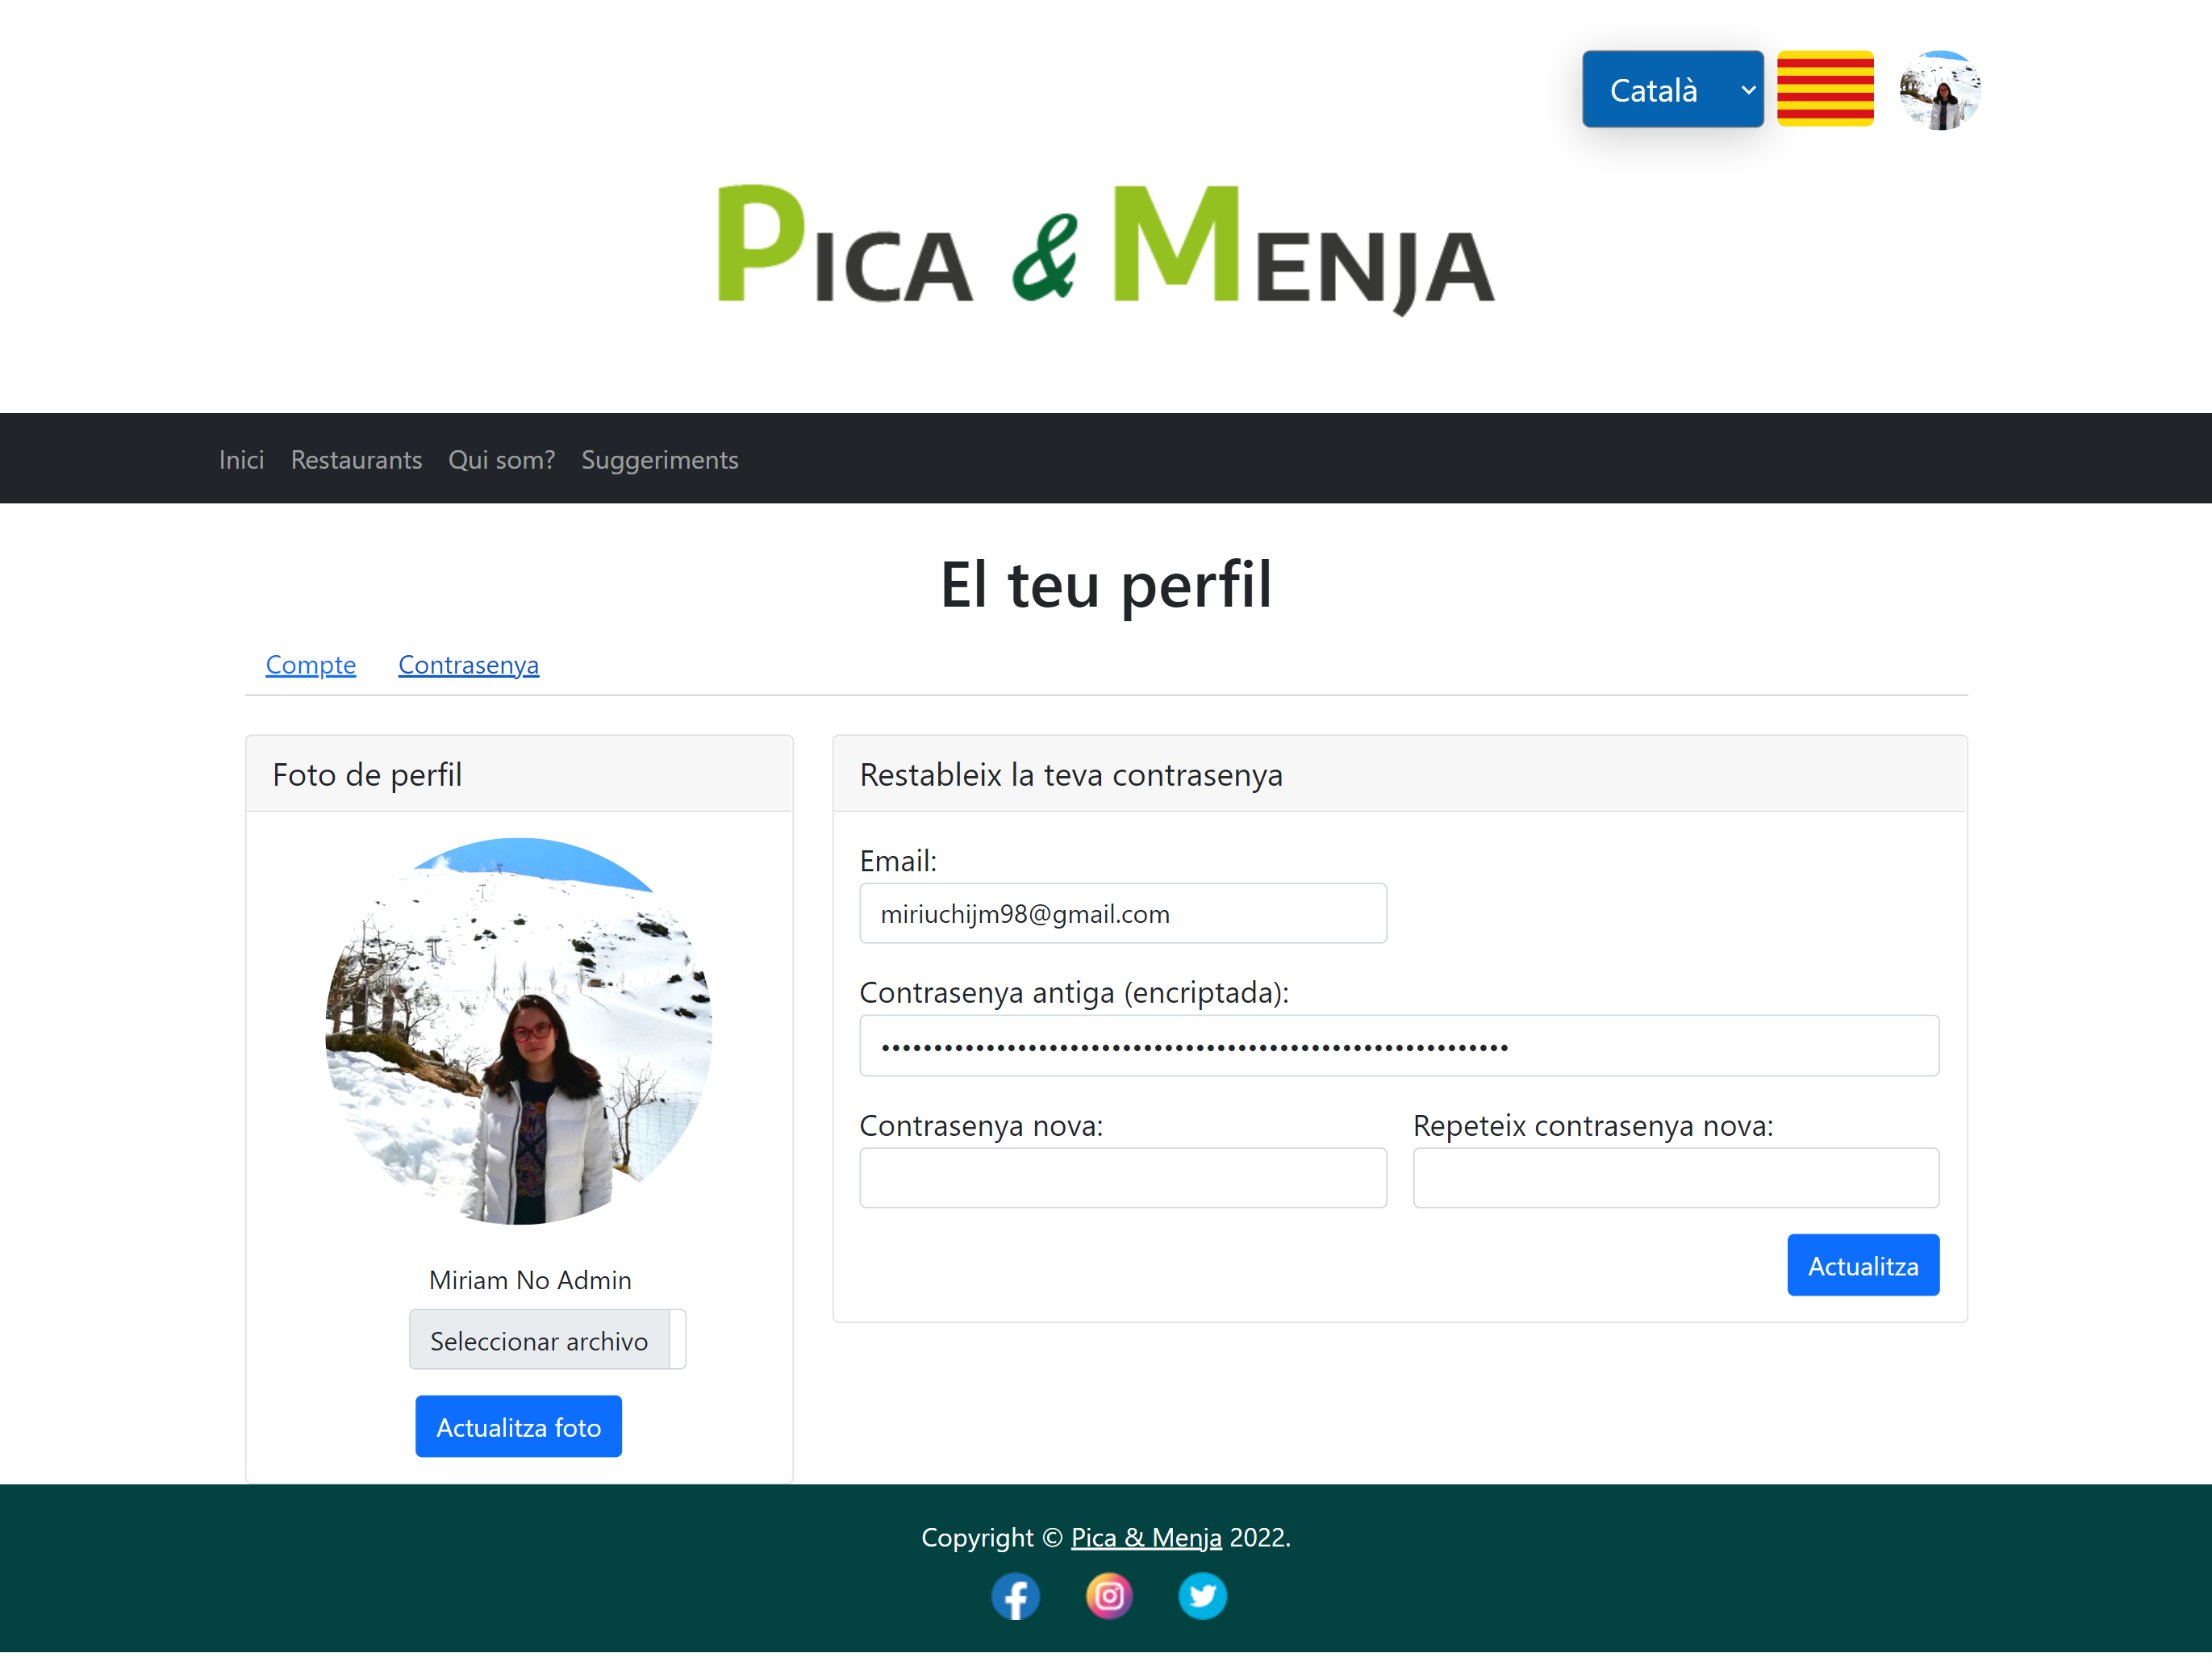 Català
PICA & MENJA
Inici Restaurants Qui som? Suggeriments
El teu perfil
Compte Contrasenya
Foto de perfil
Miriam No Admin
Seleccionar archivo
Actualitza foto
Restableix la teva contrasenya
Email:
miriuchijm98@gmail.com
Contrasenya antiga (encriptada):
••••••••••••••••••••••••••••••••••••••••••••••••••••••••••••
Contrasenya nova: Repeteix contrasenya nova:
Actualitza
Copyright © Pica & Menja 2022.